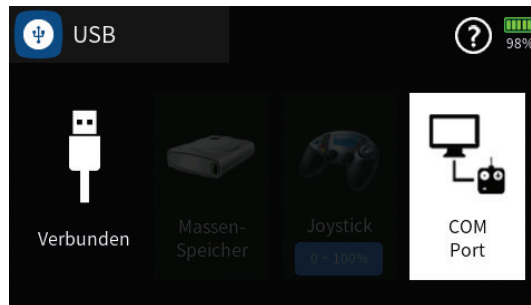 USB
?
98%
Verbunden
Massen-
Speicher
Joystick
0 ~ 100%
COM
Port